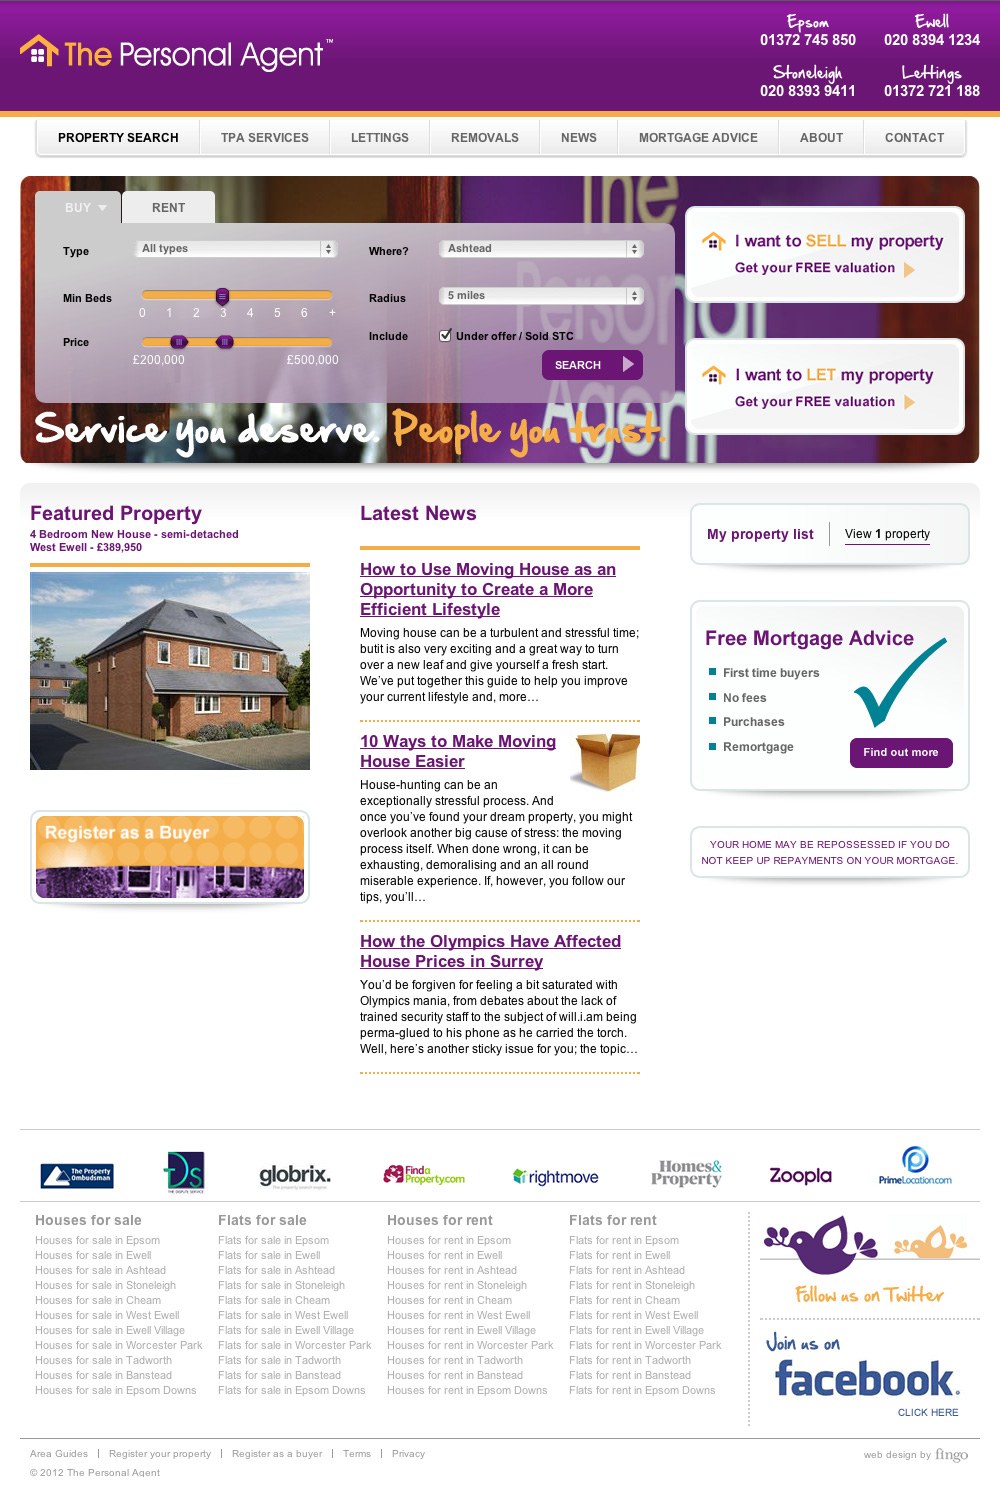 The Personal Agent™
Epsom
01372 745 850
Ewell
020 8394 1234
Stoneleigh
020 8393 9411
Lettings
01372 721 188
PROPERTY SEARCH
TPA SERVICES
LETTINGS
REMOVALS
NEWS
MORTGAGE ADVICE
ABOUT
CONTACT
BUY
RENT
Type
All types
Where?
Ashtead
Min Beds
0 1 2 3 4 5 6 +
Radius
5 miles
Price
£200,000
£500,000
Include
Under offer / Sold STC
SEARCH
The
Personal
Agent
Service you deserve. People you trust.
I want to SELL my property
Get your FREE valuation
I want to LET my property
Get your FREE valuation
Featured Property
4 Bedroom New House - semi-detached
West Ewell - £389,950
Register as a Buyer
Latest News
How to Use Moving House as an
Opportunity to Create a More
Efficient Lifestyle
Moving house can be a turbulent and stressful time;
butit is also very exciting and a great way to turn
over a new leaf and give yourself a fresh start.
We've put together this guide to help you improve
your current lifestyle and, more…
10 Ways to Make Moving
House Easier
House-hunting can be an
exceptionally stressful process. And
once you've found your dream property, you might
overlook another big cause of stress: the moving
process itself. When done wrong, it can be
exhausting, demoralising and an all round
miserable experience. If, however, you follow our
tips, you'll…
How the Olympics Have Affected
House Prices in Surrey
You'd be forgiven for feeling a bit saturated with
Olympics mania, from debates about the lack of
trained security staff to the subject of will.i.am being
perma-glued to his phone as he carried the torch.
Well, here's another sticky issue for you; the topic…
My property list
View 1 property
Free Mortgage Advice
First time buyers
No fees
Purchases
Remortgage
Find out more
YOUR HOME MAY BE REPOSSESSED IF YOU DO
NOT KEEP UP REPAYMENTS ON YOUR MORTGAGE.
The Property
Ombudsman
TDS
THE DISPUTE SERVICE
globrix.
The property search engine.
Finda
Property.com
rightmove
Homes&
Property
Zoopla
PrimeLocation.com
Houses for sale
Houses for sale in Epsom
Houses for sale in Ewell
Houses for sale in Ashtead
Houses for sale in Stoneleigh
Houses for sale in Cheam
Houses for sale in West Ewell
Houses for sale in Ewell Village
Houses for sale in Worcester Park
Houses for sale in Tadworth
Houses for sale in Banstead
Houses for sale in Epsom Downs
Flats for sale
Flats for sale in Epsom
Flats for sale in Ewell
Flats for sale in Ashtead
Flats for sale in Stoneleigh
Flats for sale in Cheam
Flats for sale in West Ewell
Flats for sale in Ewell Village
Flats for sale in Worcester Park
Flats for sale in Tadworth
Flats for sale in Banstead
Flats for sale in Epsom Downs
Houses for rent
Houses for rent in Epsom
Houses for rent in Ewell
Houses for rent in Ashtead
Houses for rent in Stoneleigh
Houses for rent in Cheam
Houses for rent in West Ewell
Houses for rent in Ewell Village
Houses for rent in Worcester Park
Houses for rent in Tadworth
Houses for rent in Banstead
Houses for rent in Epsom Downs
Flats for rent
Flats for rent in Epsom
Flats for rent in Ewell
Flats for rent in Ashtead
Flats for rent in Stoneleigh
Flats for rent in Cheam
Flats for rent in West Ewell
Flats for rent in Ewell Village
Flats for rent in Worcester Park
Flats for rent in Tadworth
Flats for rent in Banstead
Flats for rent in Epsom Downs
Follow us on Twitter
Join us on
facebook.
CLICK HERE
Area Guides | Register your property | Register as a buyer | Terms | Privacy
web design by fingo
© 2012 The Personal Agent